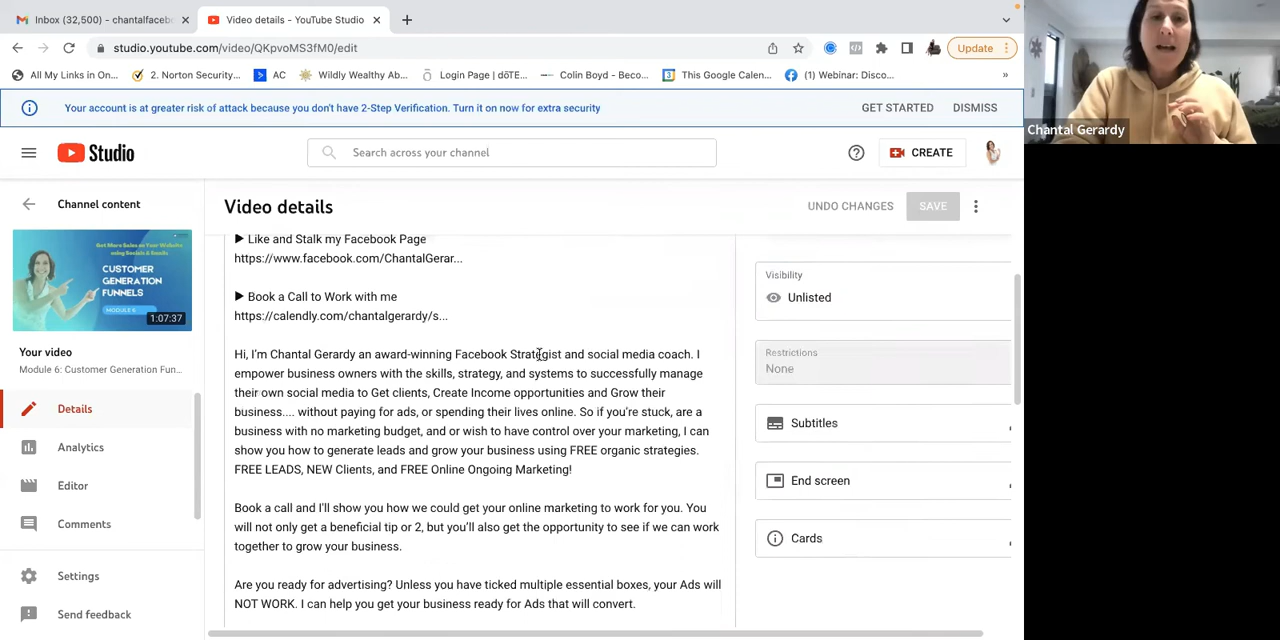 Inbox (32,500) - chantalfaceb
Video details - YouTube Studio
studio.youtube.com/video/QKpvoMS3fM0/edit
Update
All My Links in On...
2. Norton Security...
AC
Wildly Wealthy Ab...
Login Page | dōTE...
Colin Boyd - Beco...
This Google Calen...
(1) Webinar: Disco...
»
Your account is at greater risk of attack because you don't have 2-Step Verification. Turn it on now for extra security
GET STARTED
DISMISS
Studio
Search across your channel
CREATE
Chantal Gerardy
Channel content
Video details
UNDO CHANGES
SAVE
Get More Sales on Your Website
using Socials & Emails
CUSTOMER
GENERATION
FUNNELS
MODULE 6
1:07:37
Your video
Module 6: Customer Generation Fun...
Details
Analytics
Editor
Comments
Settings
Send feedback
▶ Like and Stalk my Facebook Page
https://www.facebook.com/ChantalGerar...
▶ Book a Call to Work with me
https://calendly.com/chantalgerardy/s...
Hi, I'm Chantal Gerardy an award-winning Facebook Strategist and social media coach. I
empower business owners with the skills, strategy, and systems to successfully manage
their own social media to Get clients, Create Income opportunities and Grow their
business.... without paying for ads, or spending their lives online. So if you're stuck, are a
business with no marketing budget, and or wish to have control over your marketing, I can
show you how to generate leads and grow your business using FREE organic strategies.
FREE LEADS, NEW Clients, and FREE Online Ongoing Marketing!
Book a call and I'll show you how we could get your online marketing to work for you. You
will not only get a beneficial tip or 2, but you'll also get the opportunity to see if we can work
together to grow your business.
Are you ready for advertising? Unless you have ticked multiple essential boxes, your Ads will
NOT WORK. I can help you get your business ready for Ads that will convert.
Visibility
Unlisted
Restrictions
None
Subtitles
End screen
Cards